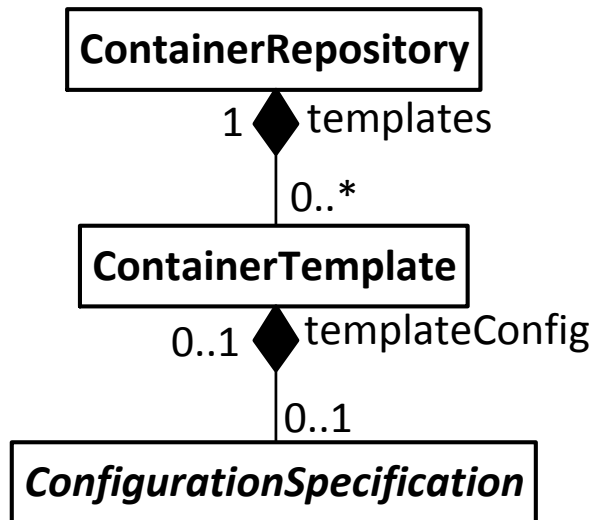 ContainerRepository
1 templates
0..*
ContainerTemplate
0..1 templateConfig
0..1
ConfigurationSpecification